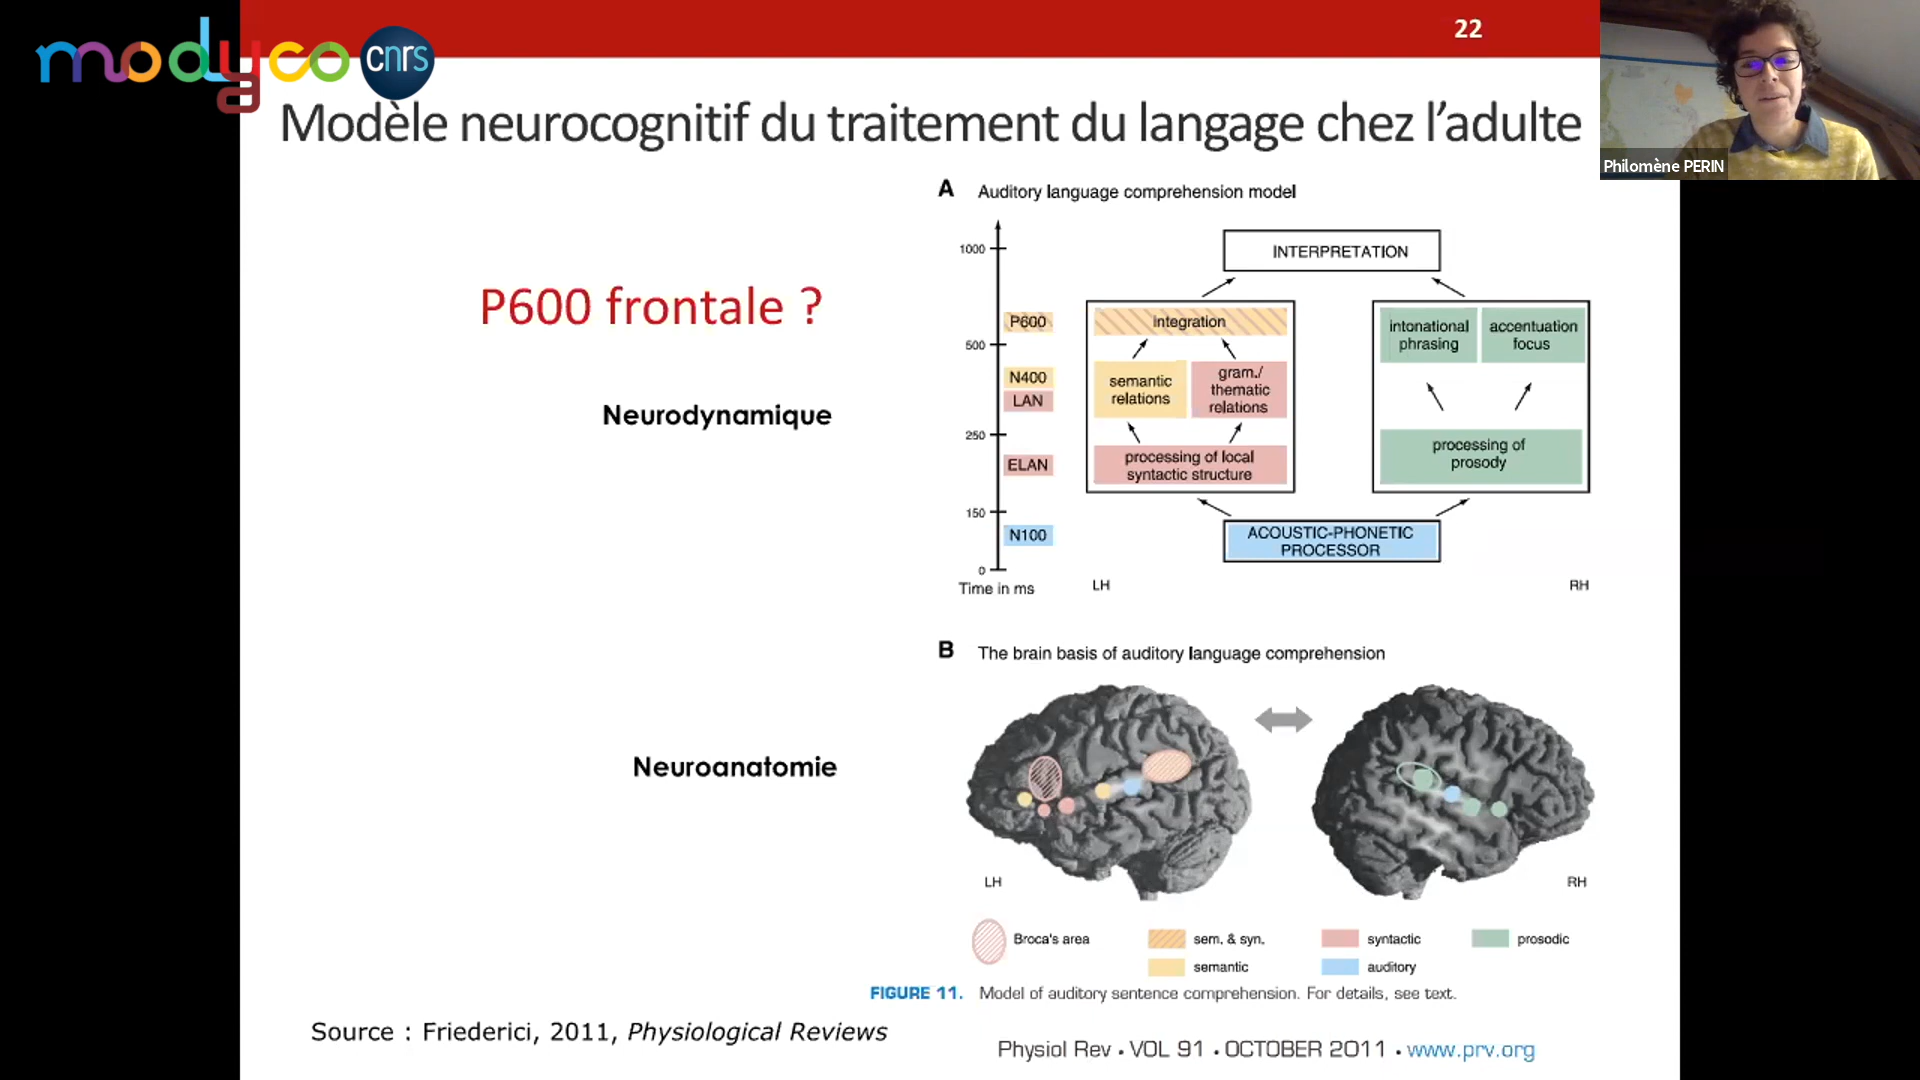 modyco cnrs
22
Philomène PERIN
Modèle neurocognitif du traitement du langage chez l'adulte
A Auditory language comprehension model
1000
INTERPRETATION
P600 frontale ?
P600
integration
intonational
phrasing
accentuation
focus
500
N400
semantic
relations
gram./
thematic
relations
LAN
Neurodynamique
250
processing of
prosody
ELAN
processing of local
syntactic structure
150
N100
ACOUSTIC-PHONETIC
PROCESSOR
0
Time in ms
LH
RH
B The brain basis of auditory language comprehension
Neuroanatomie
LH
RH
Broca's area
sem. & syn.
syntactic
prosodic
semantic
auditory
FIGURE 11. Model of auditory sentence comprehension. For details, see text.
Source : Friederici, 2011, Physiological Reviews
Physiol Rev • VOL 91 • OCTOBER 2011 • www.prv.org